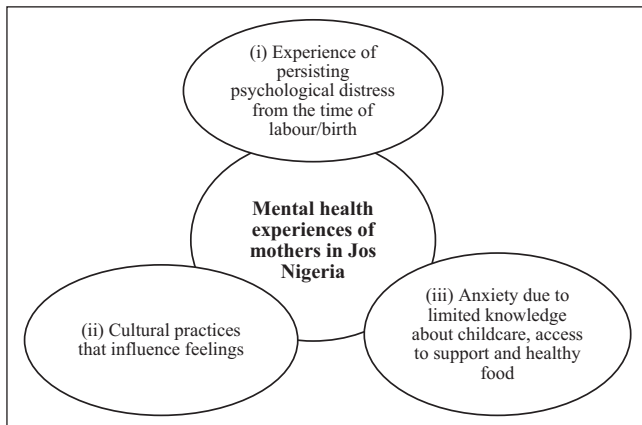 (i) Experience of
persisting
psychological distress
from the time of
labour/birth
Mental health
experiences of
mothers in Jos
Nigeria
(ii) Cultural practices
that influence feelings
(iii) Anxiety due to
limited knowledge
about childcare, access
to support and healthy
food